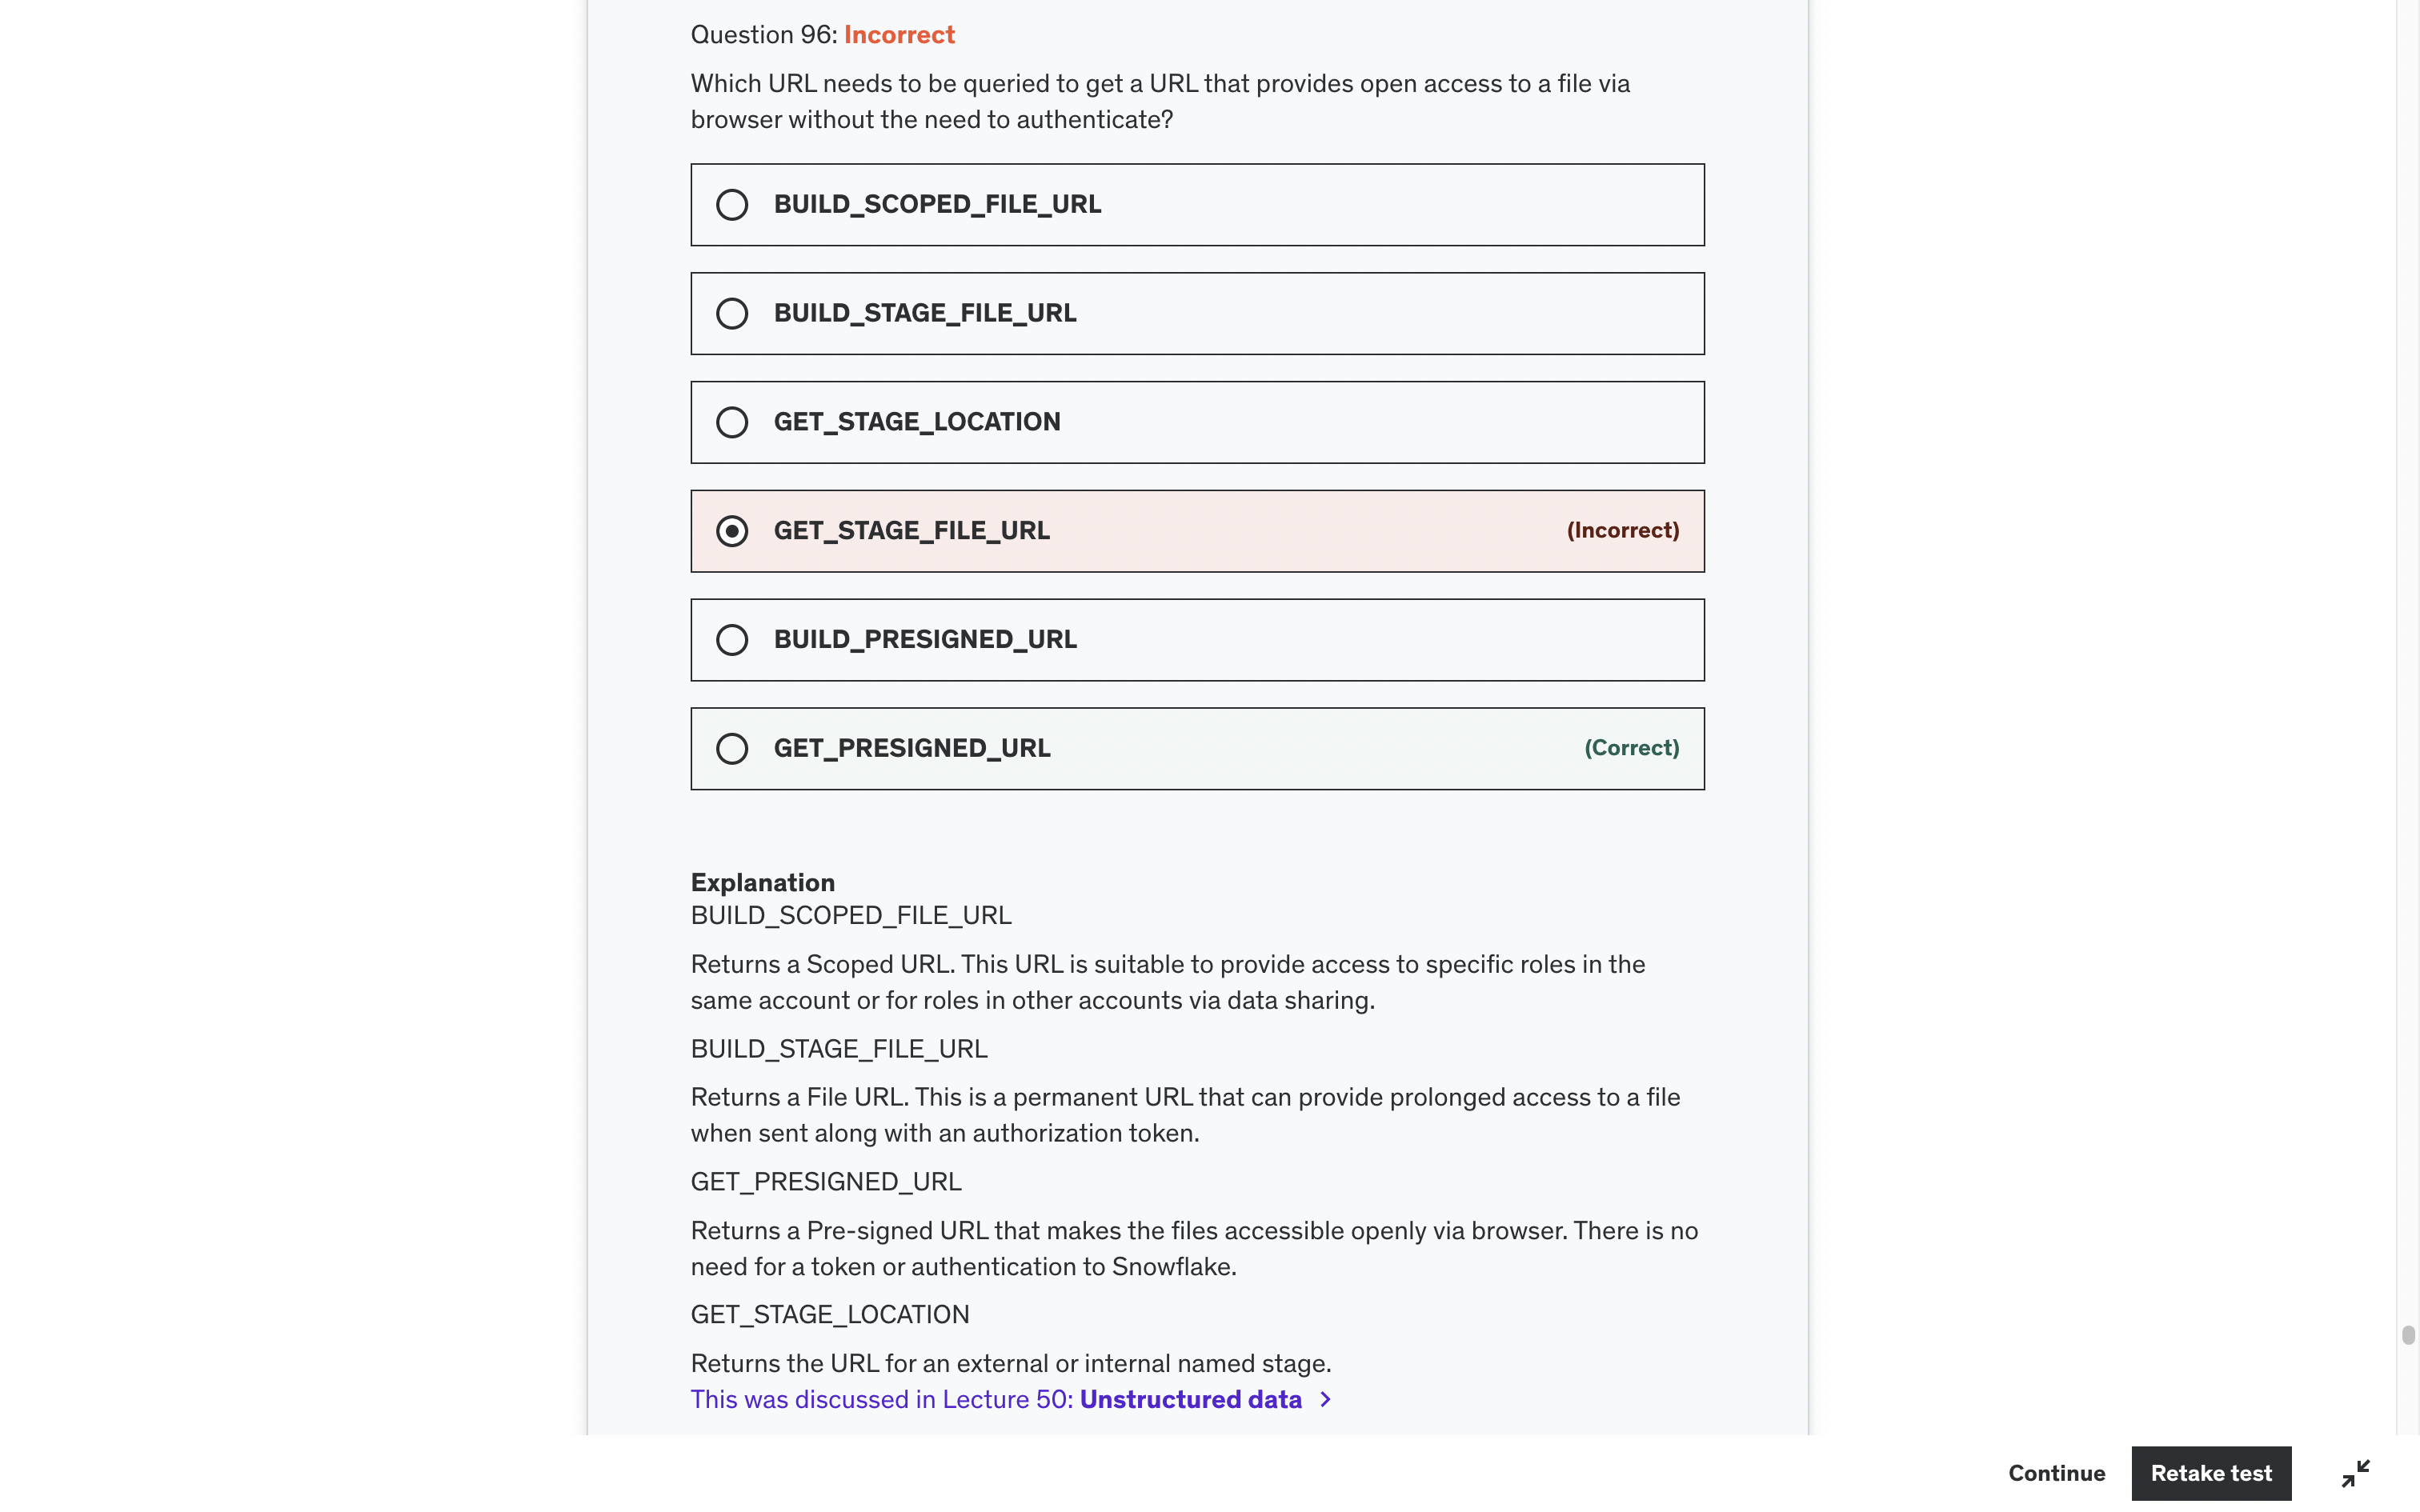 Question 96: Incorrect
Which URL needs to be queried to get a URL that provides open access to a file via
browser without the need to authenticate?
BUILD_SCOPED_FILE_URL
BUILD_STAGE_FILE_URL
GET_STAGE_LOCATION
GET_STAGE_FILE_URL (Incorrect)
BUILD_PRESIGNED_URL
GET_PRESIGNED_URL (Correct)
Explanation
BUILD_SCOPED_FILE_URL
Returns a Scoped URL. This URL is suitable to provide access to specific roles in the
same account or for roles in other accounts via data sharing.
BUILD_STAGE_FILE_URL
Returns a File URL. This is a permanent URL that can provide prolonged access to a file
when sent along with an authorization token.
GET_PRESIGNED_URL
Returns a Pre-signed URL that makes the files accessible openly via browser. There is no
need for a token or authentication to Snowflake.
GET_STAGE_LOCATION
Returns the URL for an external or internal named stage.
This was discussed in Lecture 50: Unstructured data
Continue Retake test